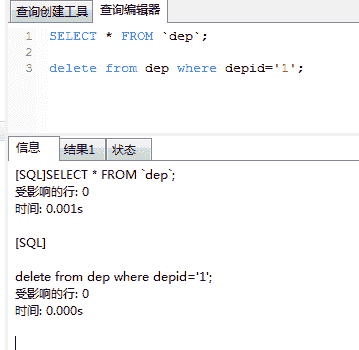 查询创建工具 查询编辑器
1 SELECT * FROM `dep`;
2
3 delete from dep where depid='1';
信息 结果1 状态
[SQL]SELECT * FROM `dep`;
受影响的行: 0
时间: 0.001s
[SQL]
delete from dep where depid='1';
受影响的行: 0
时间: 0.000s